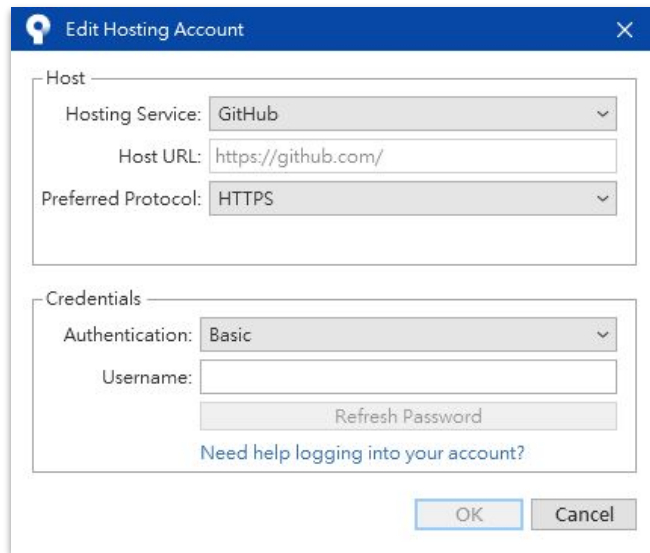 Edit Hosting Account
Host
Hosting Service: GitHub
Host URL: https://github.com/
Preferred Protocol: HTTPS
Credentials
Authentication: Basic
Username:
Refresh Password
Need help logging into your account?
OK Cancel